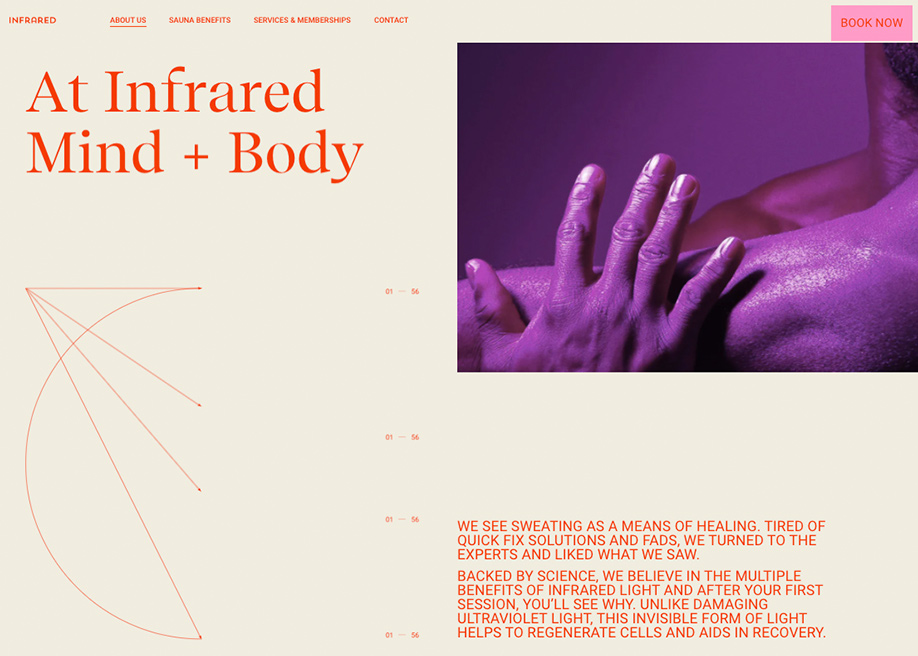 INFRARED
ABOUT US
SAUNA BENEFITS
SERVICES & MEMBERSHIPS
CONTACT
BOOK NOW
At Infrared
Mind + Body
01 — 56
01 — 56
01 — 56
01 — 56
WE SEE SWEATING AS A MEANS OF HEALING. TIRED OF
QUICK FIX SOLUTIONS AND FADS, WE TURNED TO THE
EXPERTS AND LIKED WHAT WE SAW.
BACKED BY SCIENCE, WE BELIEVE IN THE MULTIPLE
BENEFITS OF INFRARED LIGHT AND AFTER YOUR FIRST
SESSION, YOU'LL SEE WHY. UNLIKE DAMAGING
ULTRAVIOLET LIGHT, THIS INVISIBLE FORM OF LIGHT
HELPS TO REGENERATE CELLS AND AIDS IN RECOVERY.